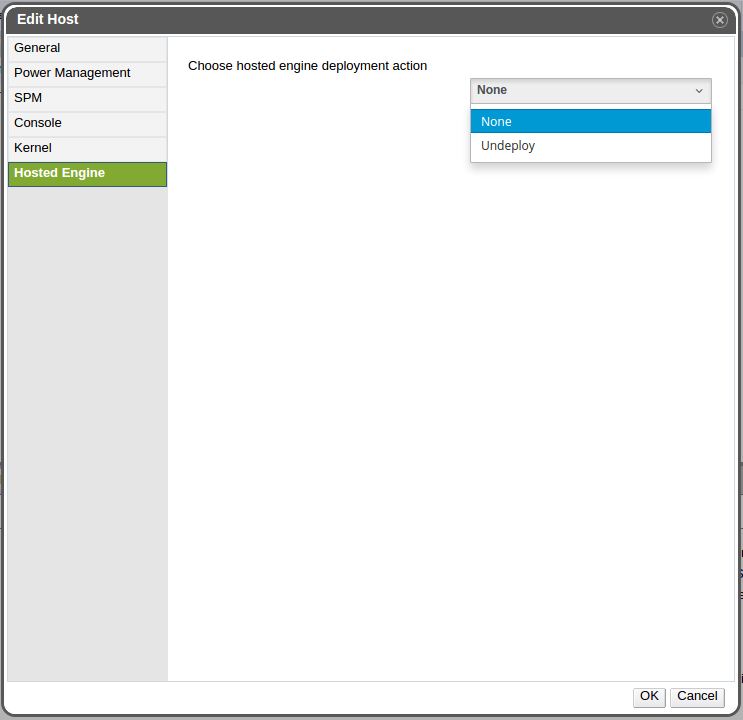 Edit Host
General
Power Management
SPM
Console
Kernel
Hosted Engine
Choose hosted engine deployment action
None
None
Undeploy
OK
Cancel